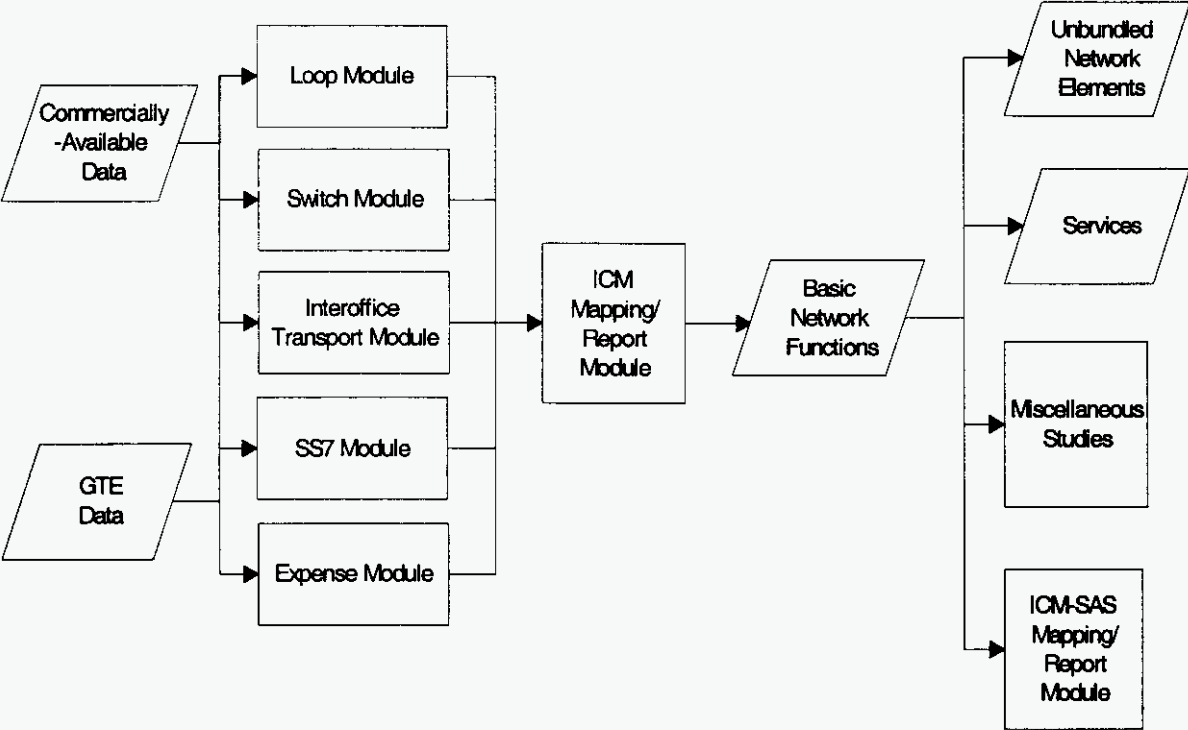 Commercially
-Available
Data
GTE
Data
Loop Module
Switch Module
Interoffice
Transport Module
SS7 Module
Expense Module
ICM
Mapping/
Report
Module
Basic
Network
Functions
Unbundled
Network
Elements
Services
Miscellaneous
Studies
ICM-SAS
Mapping/
Report
Module